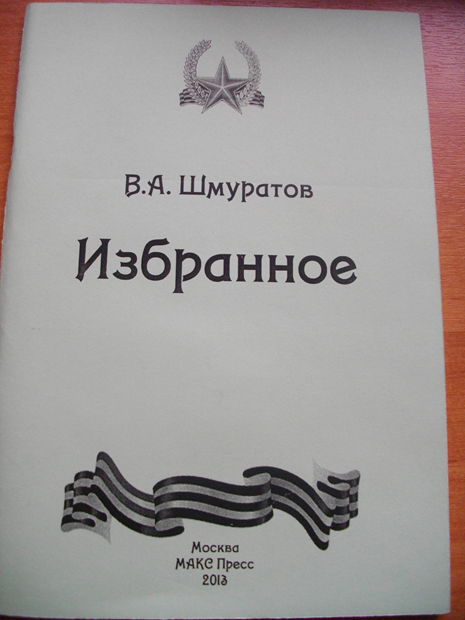 В.А. Шмуратов
Избранное
Москва
МАКС Пресс
2013